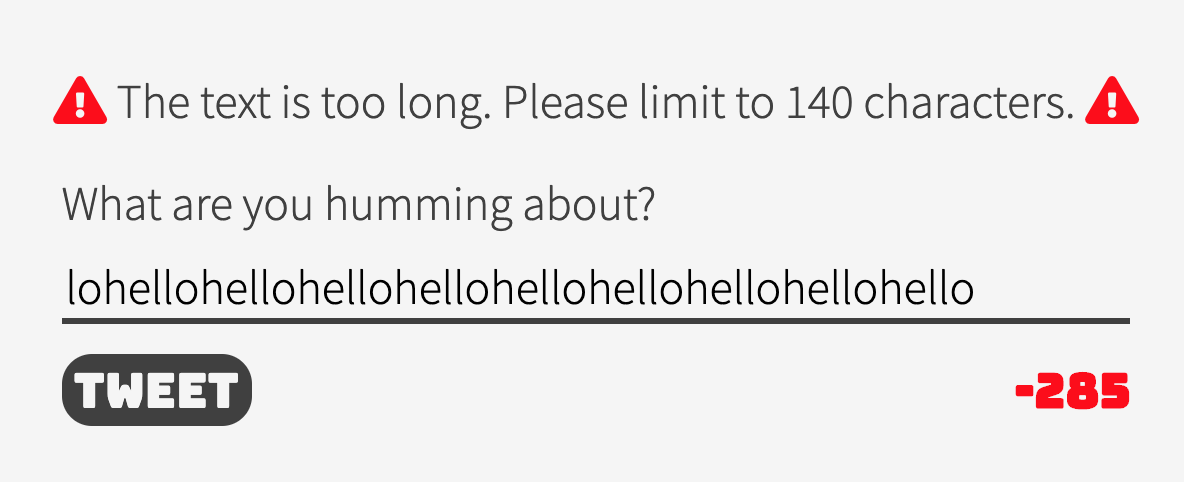 The text is too long. Please limit to 140 characters.
What are you humming about?
lohellohellohellohellohellohellohellohellohello
TWEET
-285